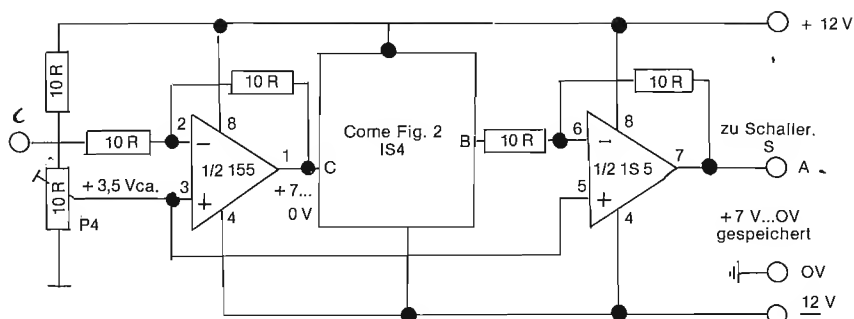 + 12 V
10 R
10 R
10 R
C
10 R
2
8
1/2 155
1
3
4
+ 3,5 Vca.
10 R
P4
+ 7...
0 V
C
Come Fig. 2
IS4
B
10 R
6
8
1/2 1S 5
7
5
4
zu Schaller.
S
A
+ 7 V...OV
gespeichert
OV
12 V